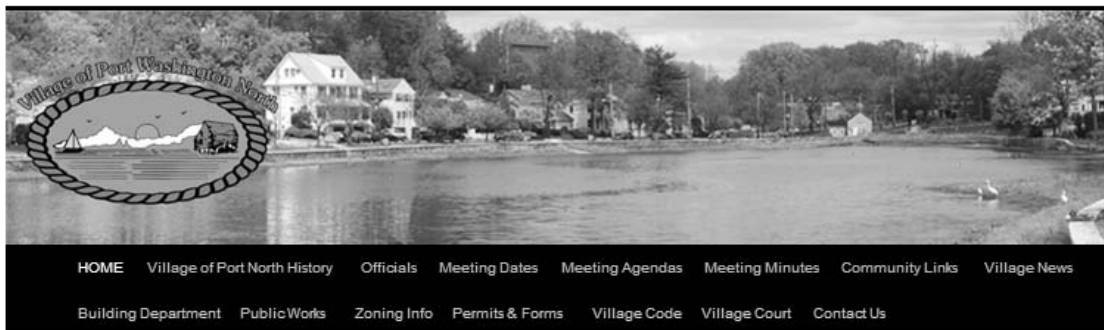 Village of Port Washington North
HOME Village of Port North History Officials Meeting Dates Meeting Agendas Meeting Minutes Community Links Village News
Building Department Public Works Zoning Info Permits & Forms Village Code Village Court Contact Us